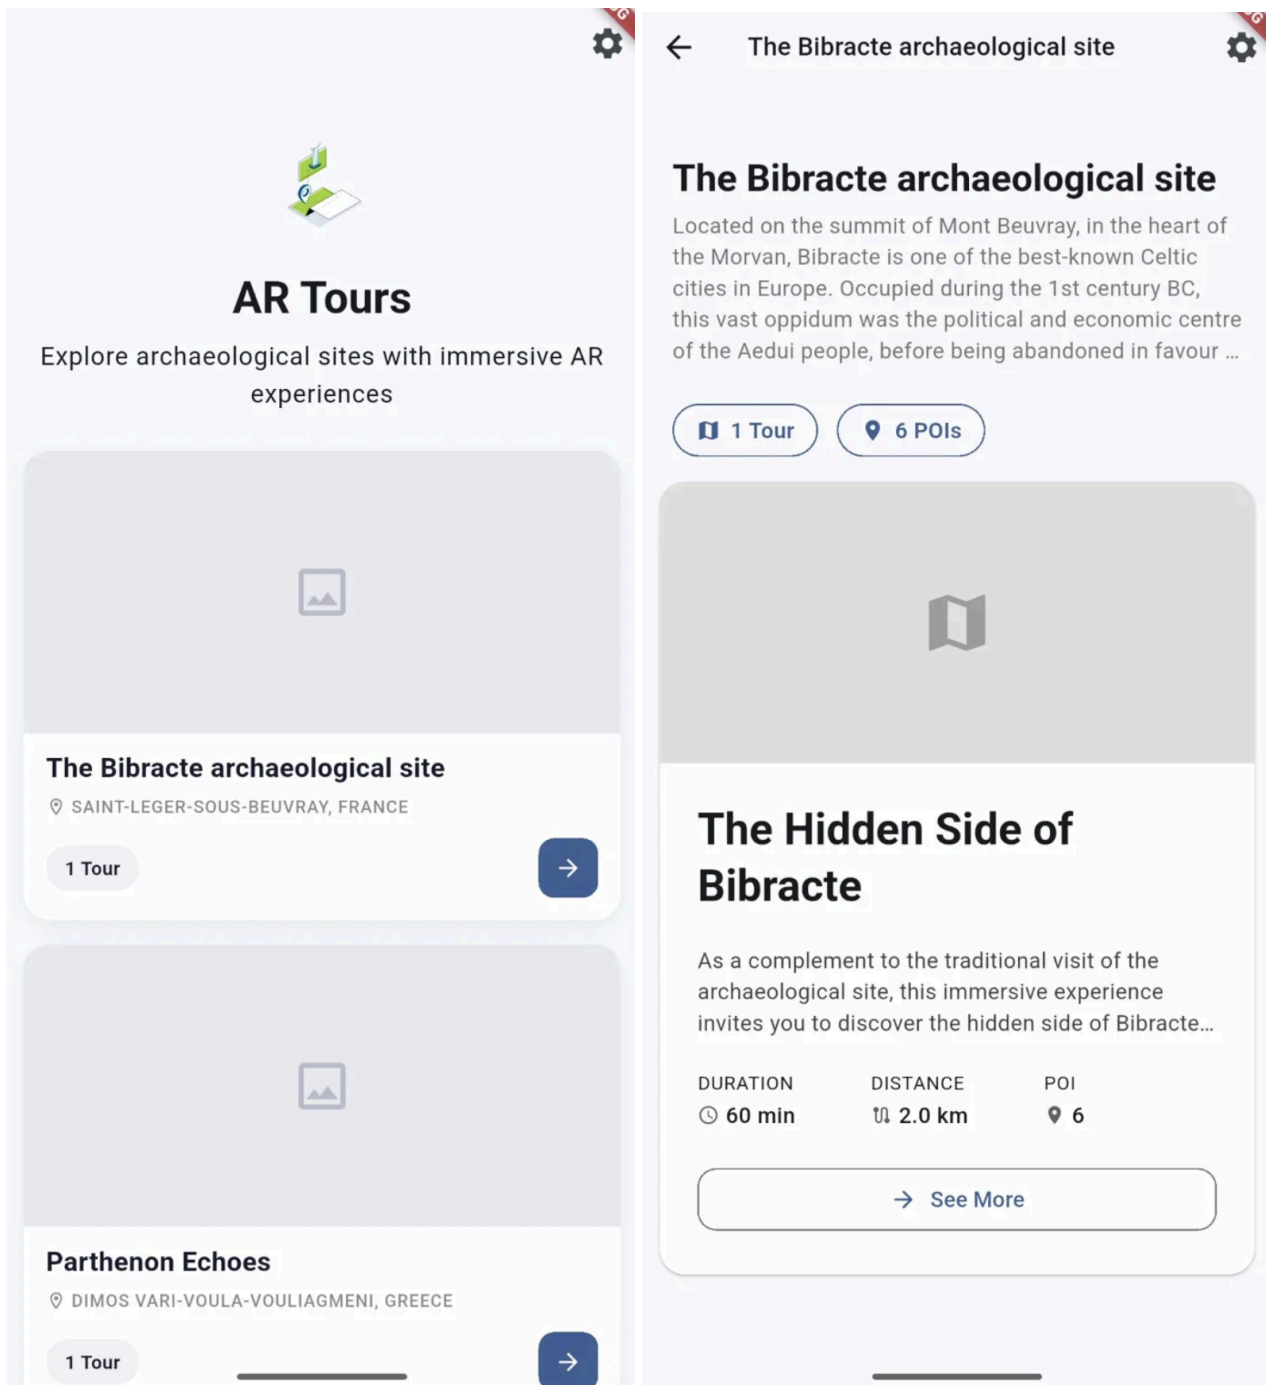 AR Tours
Explore archaeological sites with immersive AR
experiences
The Bibracte archaeological site
SAINT-LEGER-SOUS-BEUVRAY, FRANCE
1 Tour
Parthenon Echoes
DIMOS VARI-VOULA-VOULIAGMENI, GREECE
1 Tour
The Bibracte archaeological site
The Bibracte archaeological site
Located on the summit of Mont Beuvray, in the heart of
the Morvan, Bibracte is one of the best-known Celtic
cities in Europe. Occupied during the 1st century BC,
this vast oppidum was the political and economic centre
of the Aedui people, before being abandoned in favour ...
1 Tour
6 POIs
The Hidden Side of
Bibracte
As a complement to the traditional visit of the
archaeological site, this immersive experience
invites you to discover the hidden side of Bibracte...
DURATION DISTANCE POI
60 min 2.0 km 6
See More